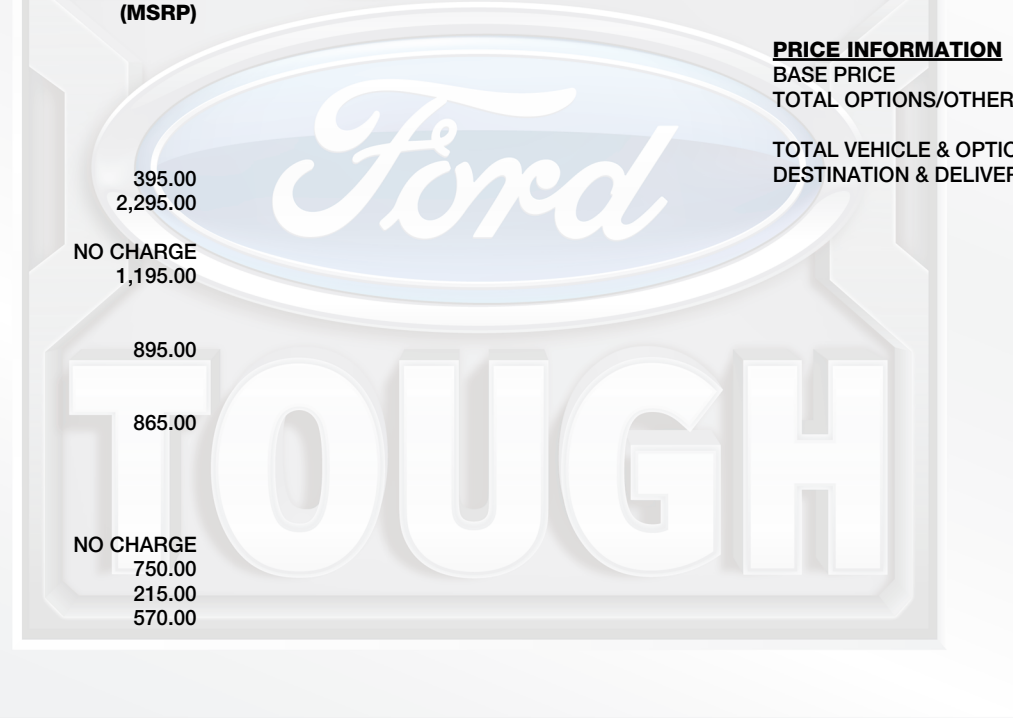 (MSRP)
395.00
2,295.00
NO CHARGE
1,195.00
895.00
865.00
NO CHARGE
750.00
215.00
570.00
PRICE INFORMATION
BASE PRICE
TOTAL OPTIONS/OTHER
TOTAL VEHICLE & OPTIO
DESTINATION & DELIVER
Ford
TOUGH